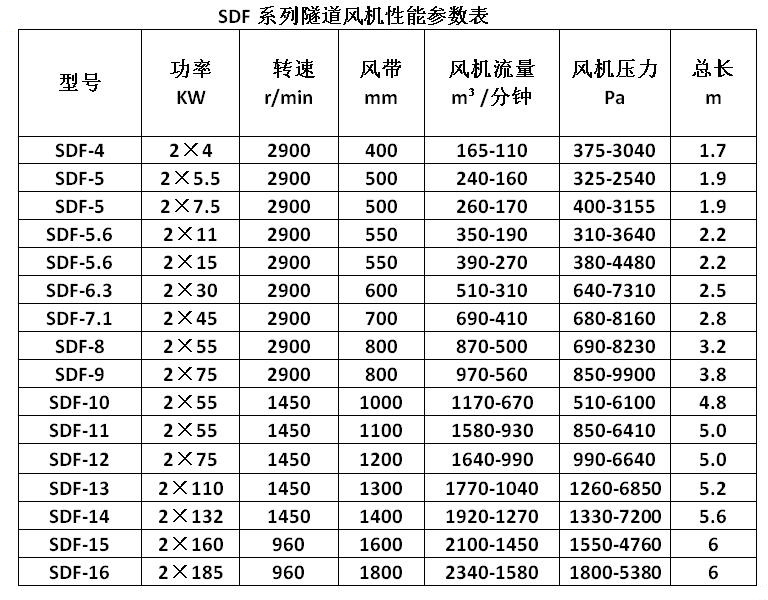 SDF 系列隧道风机性能参数表
型号 功率 KW 转速 r/min 风带 mm 风机流量 m³ /分钟 风机压力 Pa 总长 m
SDF-4 2×4 2900 400 165-110 375-3040 1.7
SDF-5 2×5.5 2900 500 240-160 325-2540 1.9
SDF-5 2×7.5 2900 500 260-170 400-3155 1.9
SDF-5.6 2×11 2900 550 350-190 310-3640 2.2
SDF-5.6 2×15 2900 550 390-270 380-4480 2.2
SDF-6.3 2×30 2900 600 510-310 640-7310 2.5
SDF-7.1 2×45 2900 700 690-410 680-8160 2.8
SDF-8 2×55 2900 800 870-500 690-8230 3.2
SDF-9 2×75 2900 800 970-560 850-9900 3.8
SDF-10 2×55 1450 1000 1170-670 510-6100 4.8
SDF-11 2×55 1450 1100 1580-930 850-6410 5.0
SDF-12 2×75 1450 1200 1640-990 990-6640 5.0
SDF-13 2×110 1450 1300 1770-1040 1260-6850 5.2
SDF-14 2×132 1450 1400 1920-1270 1330-7200 5.6
SDF-15 2×160 960 1600 2100-1450 1550-4760 6
SDF-16 2×185 960 1800 2340-1580 1800-5380 6